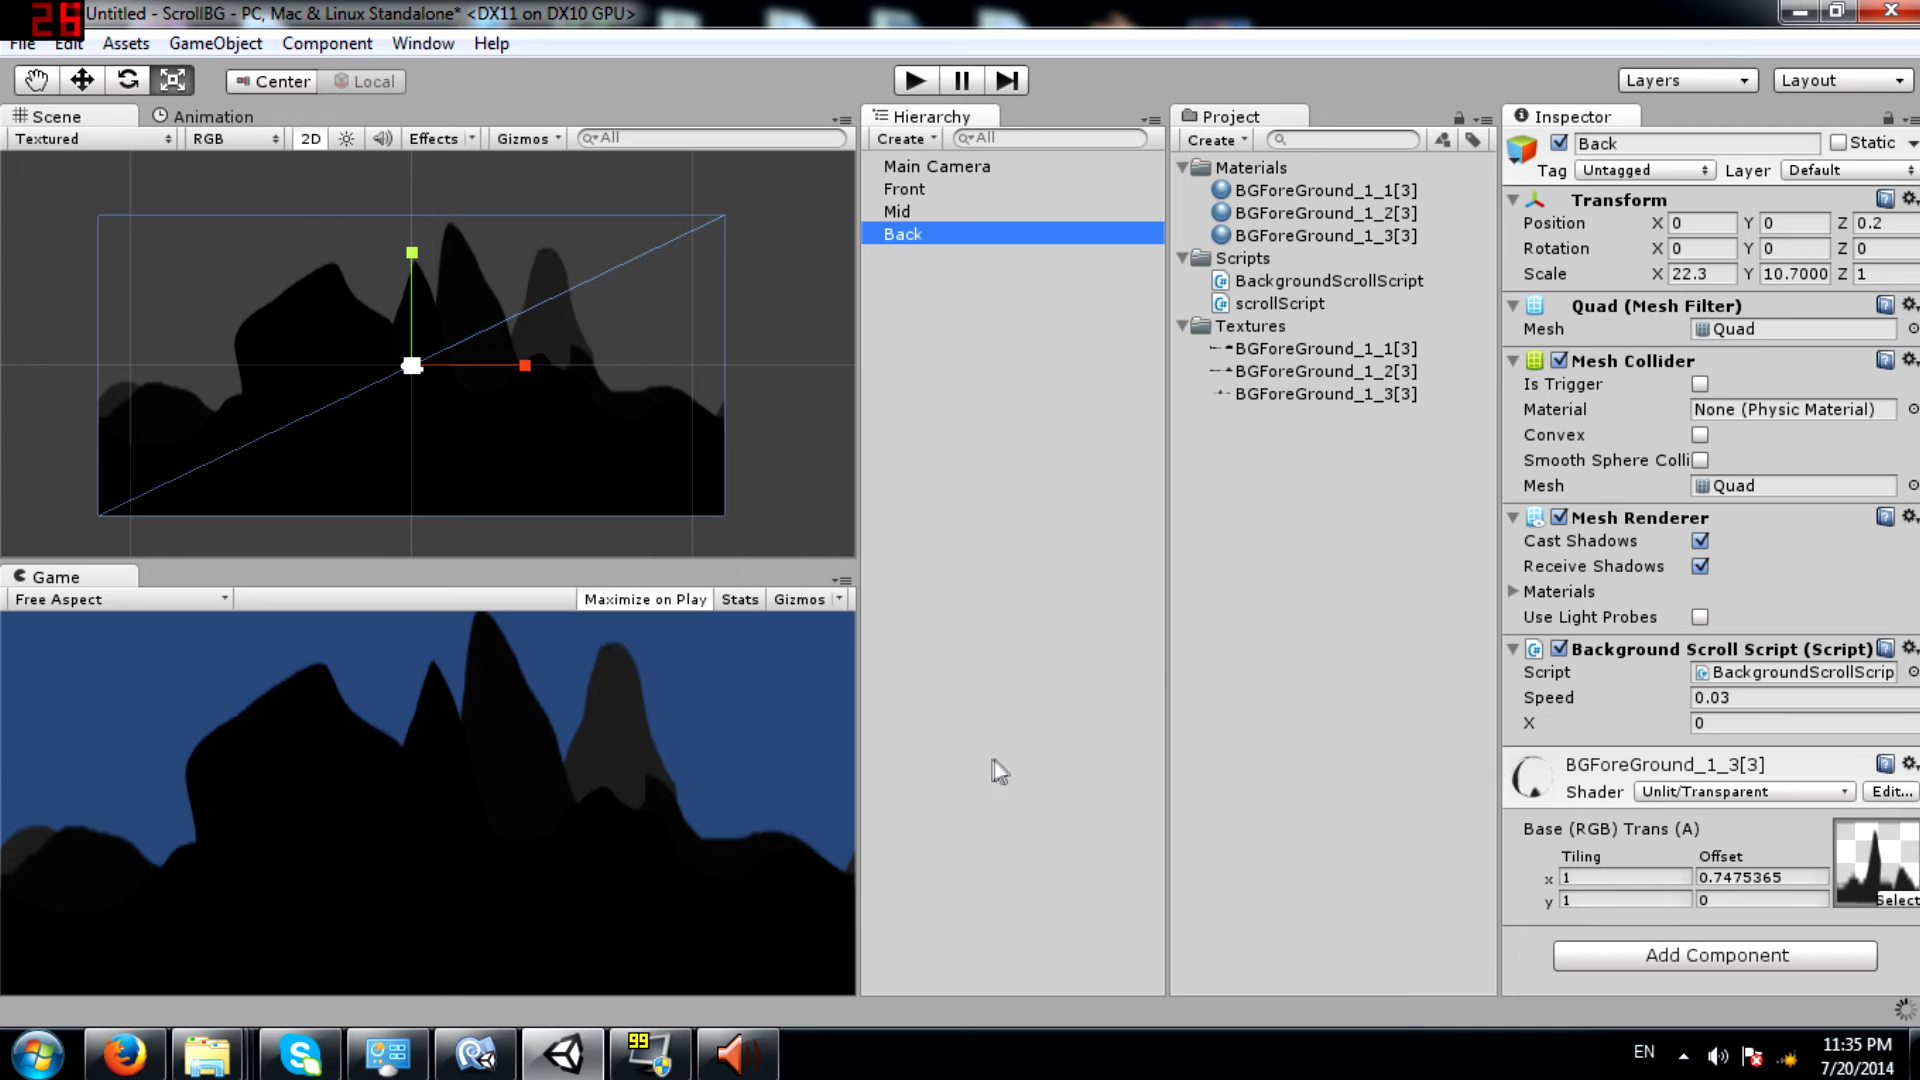 28
Untitled - ScrollBG - PC, Mac & Linux Standalone* <DX11 on DX10 GPU>
File Edit Assets GameObject Component Window Help
Center Local
Layers Layout
Scene Animation
Textured RGB 2D Effects Gizmos All
Hierarchy
Create All
Main Camera
Front
Mid
Back
Project
Create
Materials
BGForeGround_1_1[3]
BGForeGround_1_2[3]
BGForeGround_1_3[3]
Scripts
BackgroundScrollScript
scrollScript
Textures
BGForeGround_1_1[3]
BGForeGround_1_2[3]
BGForeGround_1_3[3]
Inspector
Back Static
Tag Untagged Layer Default
Transform
Position X 0 Y 0 Z 0.2
Rotation X 0 Y 0 Z 0
Scale X 22.3 Y 10.7000 Z 1
Quad (Mesh Filter)
Mesh Quad
Mesh Collider
Is Trigger
Material None (Physic Material)
Convex
Smooth Sphere Colli
Mesh Quad
Mesh Renderer
Cast Shadows
Receive Shadows
Materials
Use Light Probes
Background Scroll Script (Script)
Script BackgroundScrollScrip
Speed 0.03
X 0
BGForeGround_1_3[3]
Shader Unlit/Transparent Edit...
Base (RGB) Trans (A)
Tiling Offset
x 1 0.7475365
y 1 0
Select
Add Component
Game
Free Aspect Maximize on Play Stats Gizmos
99
EN
11:35 PM
7/20/2014